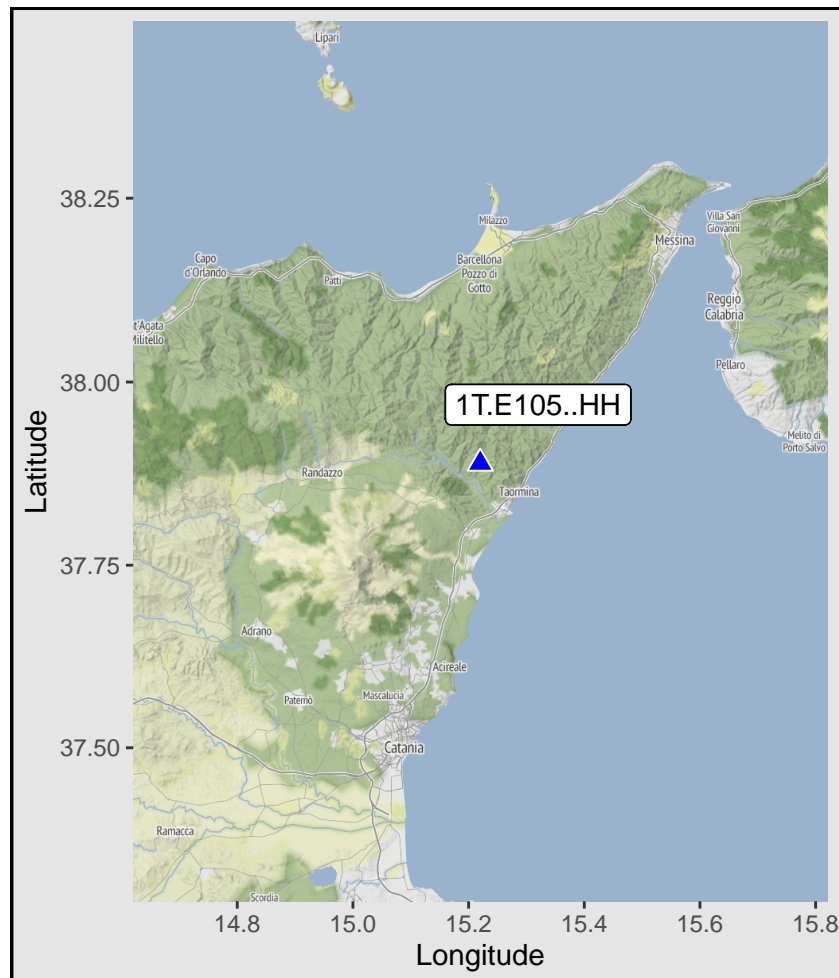 Lipari
38.25
Milazzo
Villa San
Giovanni
Messina
Capo
d'Orlando
Barcellona
Pozzo di
Gotto
Patti
Reggio
Calabria
t'Agata
Militello
38.00
Pellaro
1T.E105..HH
Melito di
Porto Salvo
Latitude
Randazzo
Taormina
37.75
Adrano
Acireale
Paternò
Mascalucia
37.50
Catania
Ramacca
Scordia
14.8
15.0
15.2
15.4
15.6
15.8
Longitude